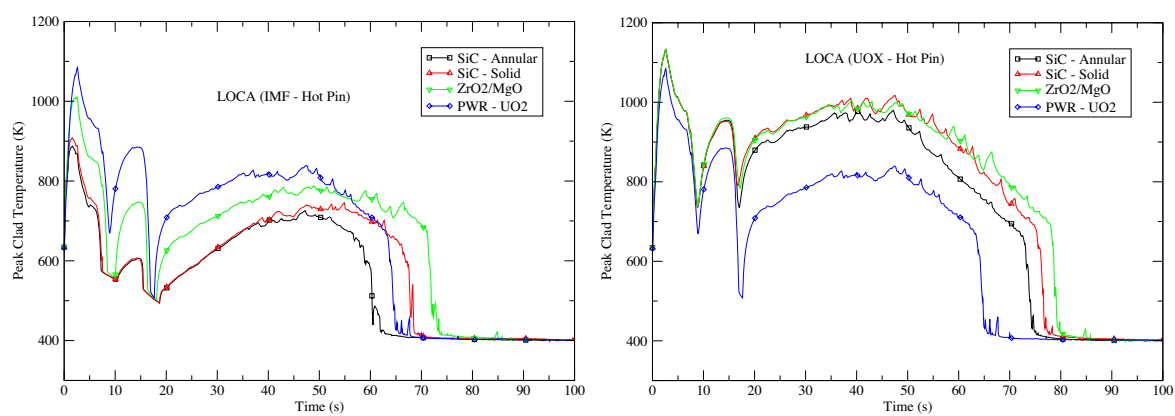 1200
1000
800
600
400
Peak Clad Temperature (K)
LOCA (IMF - Hot Pin)
SiC - Annular
SiC - Solid
ZrO2/MgO
PWR - UO2
0 10 20 30 40 50 60 70 80 90 100
Time (s)
1200
1000
800
600
400
Peak Clad Temperature (K)
LOCA (UOX - Hot Pin)
SiC - Annular
SiC - Solid
ZrO2/MgO
PWR - UO2
0 10 20 30 40 50 60 70 80 90 100
Time (s)